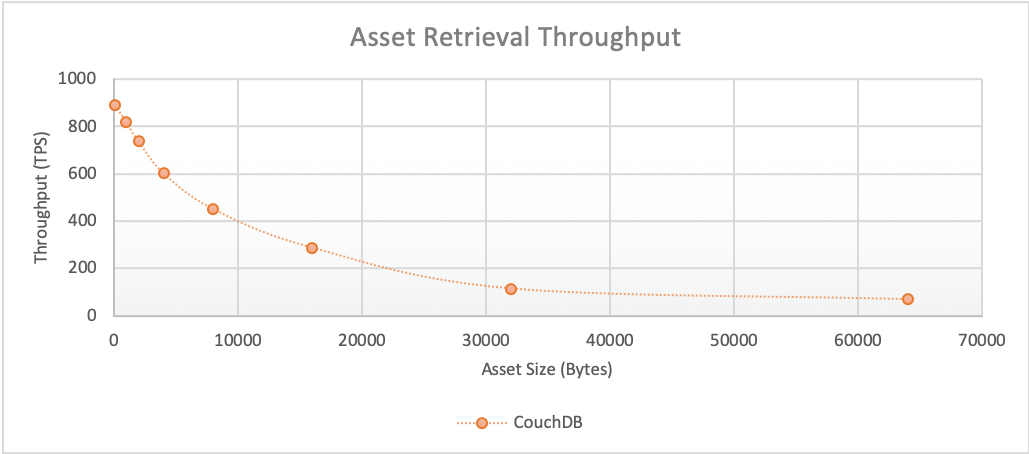 Asset Retrieval Throughput
Throughput (TPS)
1000
800
600
400
200
0
0 10000 20000 30000 40000 50000 60000 70000
Asset Size (Bytes)
CouchDB